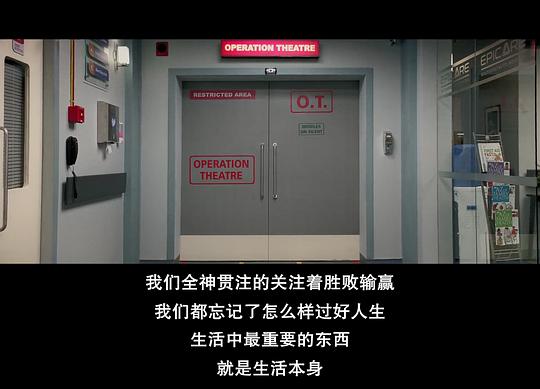 OPERATION THEATRE
RESTRICTED AREA
O.T.
MOBILES
ON SILENT
OPERATION
THEATRE
EPICARE
FIRST AID
我们全神贯注的关注着胜败输赢
我们都忘记了怎么样过好人生
生活中最重要的东西
就是生活本身